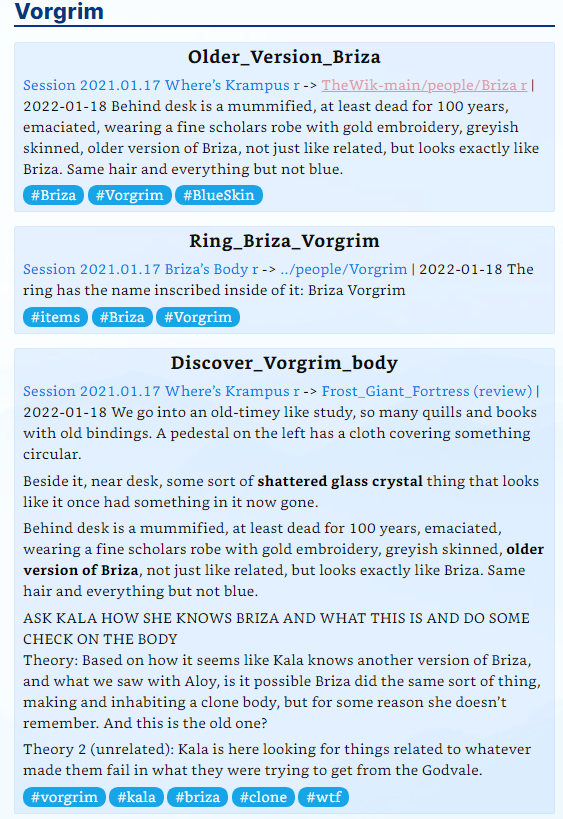 Vorgrim
Older_Version_Briza
Session 2021.01.17 Where's Krampus r -> TheWik-main/people/Briza r |
2022-01-18 Behind desk is a mummified, at least dead for 100 years,
emaciated, wearing a fine scholars robe with gold embroidery, greyish
skinned, older version of Briza, not just like related, but looks exactly like
Briza. Same hair and everything but not blue.
#Briza #Vorgrim #BlueSkin
Ring_Briza_Vorgrim
Session 2021.01.17 Briza's Body r -> ../people/Vorgrim | 2022-01-18 The
ring has the name inscribed inside of it: Briza Vorgrim
#items #Briza #Vorgrim
Discover_Vorgrim_body
Session 2021.01.17 Where's Krampus r -> Frost_Giant_Fortress (review) |
2022-01-18 We go into an old-timey like study, so many quills and books
with old bindings. A pedestal on the left has a cloth covering something
circular.
Beside it, near desk, some sort of shattered glass crystal thing that looks
like it once had something in it now gone.
Behind desk is a mummified, at least dead for 100 years, emaciated,
wearing a fine scholars robe with gold embroidery, greyish skinned, older
version of Briza, not just like related, but looks exactly like Briza. Same
hair and everything but not blue.
ASK KALA HOW SHE KNOWS BRIZA AND WHAT THIS IS AND DO SOME
CHECK ON THE BODY
Theory: Based on how it seems like Kala knows another version of Briza,
and what we saw with Aloy, is it possible Briza did the same sort of thing,
making and inhabiting a clone body, but for some reason she doesn't
remember. And this is the old one?
Theory 2 (unrelated): Kala is here looking for things related to whatever
made them fail in what they were trying to get from the Godvale.
#vorgrim #kala #briza #clone #wtf